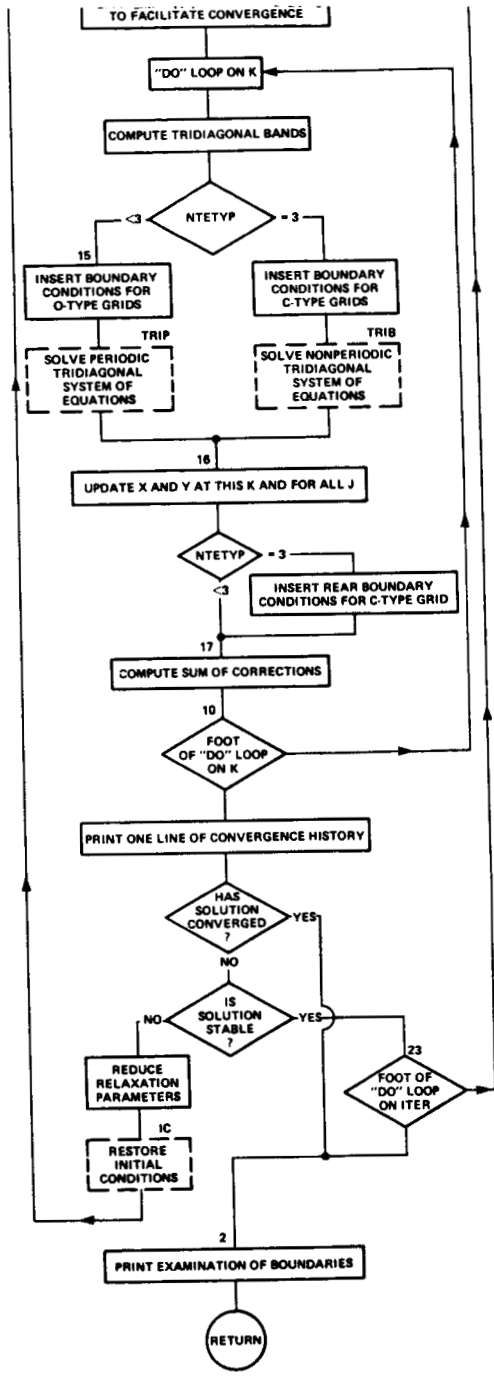 TO FACILITATE CONVERGENCE
"DO" LOOP ON K
COMPUTE TRIDIAGONAL BANDS
<3
NTETYP
= 3
15
INSERT BOUNDARY
CONDITIONS FOR
O-TYPE GRIDS
INSERT BOUNDARY
CONDITIONS FOR
C-TYPE GRIDS
TRIP
SOLVE PERIODIC
TRIDIAGONAL
SYSTEM OF
EQUATIONS
TRIB
SOLVE NONPERIODIC
TRIDIAGONAL
SYSTEM OF
EQUATIONS
16
UPDATE X AND Y AT THIS K AND FOR ALL J
NTETYP
= 3
<3
INSERT REAR BOUNDARY
CONDITIONS FOR C-TYPE GRID
17
COMPUTE SUM OF CORRECTIONS
10
FOOT
OF "DO" LOOP
ON K
PRINT ONE LINE OF CONVERGENCE HISTORY
HAS
SOLUTION
CONVERGED
?
YES
NO
IS
SOLUTION
STABLE
?
NO
YES
23
FOOT OF
"DO" LOOP
ON ITER
REDUCE
RELAXATION
PARAMETERS
IC
RESTORE
INITIAL
CONDITIONS
2
PRINT EXAMINATION OF BOUNDARIES
RETURN